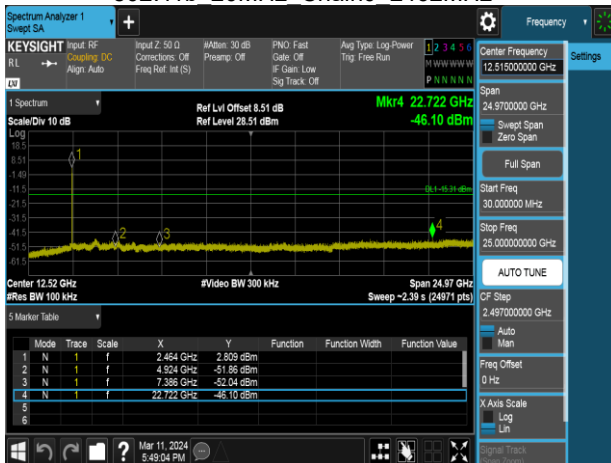 Spectrum Analyzer 1
Swept SA
+
Frequency
KEYSIGHT
RL
LXI
Input: RF
Coupling: DC
Align: Auto
Input Z: 50 Ω
Corrections: Off
Freq Ref: Int (S)
#Atten: 30 dB
Preamp: Off
PNO: Fast
Gate: Off
IF Gain: Low
Sig Track: Off
Avg Type: Log-Power
Trig: Free Run
1 2 3 4 5 6
M W W W W W
P N N N N N
Center Frequency
12.515000000 GHz
Settings
Span
24.9700000 GHz
Swept Span
Zero Span
Full Span
Start Freq
30.000000 MHz
Stop Freq
25.000000000 GHz
AUTO TUNE
CF Step
2.497000000 GHz
Auto
Man
Freq Offset
0 Hz
X Axis Scale
Log
Lin
Signal Track
(Span Zoom)
1 Spectrum
Scale/Div 10 dB
Ref Lvl Offset 8.51 dB
Ref Level 28.51 dBm
Mkr4 22.722 GHz
-46.10 dBm
Log
18.5
8.51
-1.49
-11.5
-21.5
-31.5
-41.5
-51.5
-61.5
1
2
3
4
DL1 -15.31 dBm
Center 12.52 GHz
#Res BW 100 kHz
#Video BW 300 kHz
Span 24.97 GHz
Sweep ~2.39 s (24971 pts)
5 Marker Table
Mode Trace Scale X Y Function Function Width Function Value
1 N 1 f 2.464 GHz 2.809 dBm
2 N 1 f 4.924 GHz -51.86 dBm
3 N 1 f 7.386 GHz -52.04 dBm
4 N 1 f 22.722 GHz -46.10 dBm
5
6
?
Mar 11, 2024
5:49:04 PM